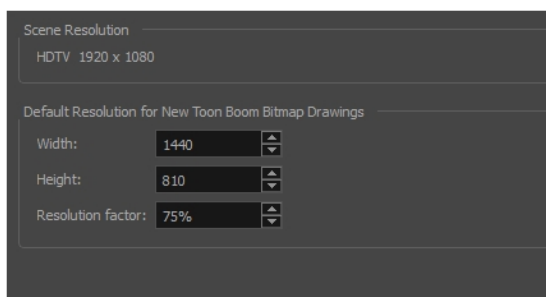 Scene Resolution
HDTV 1920 x 1080
Default Resolution for New Toon Boom Bitmap Drawings
Width: 1440
Height: 810
Resolution factor: 75%